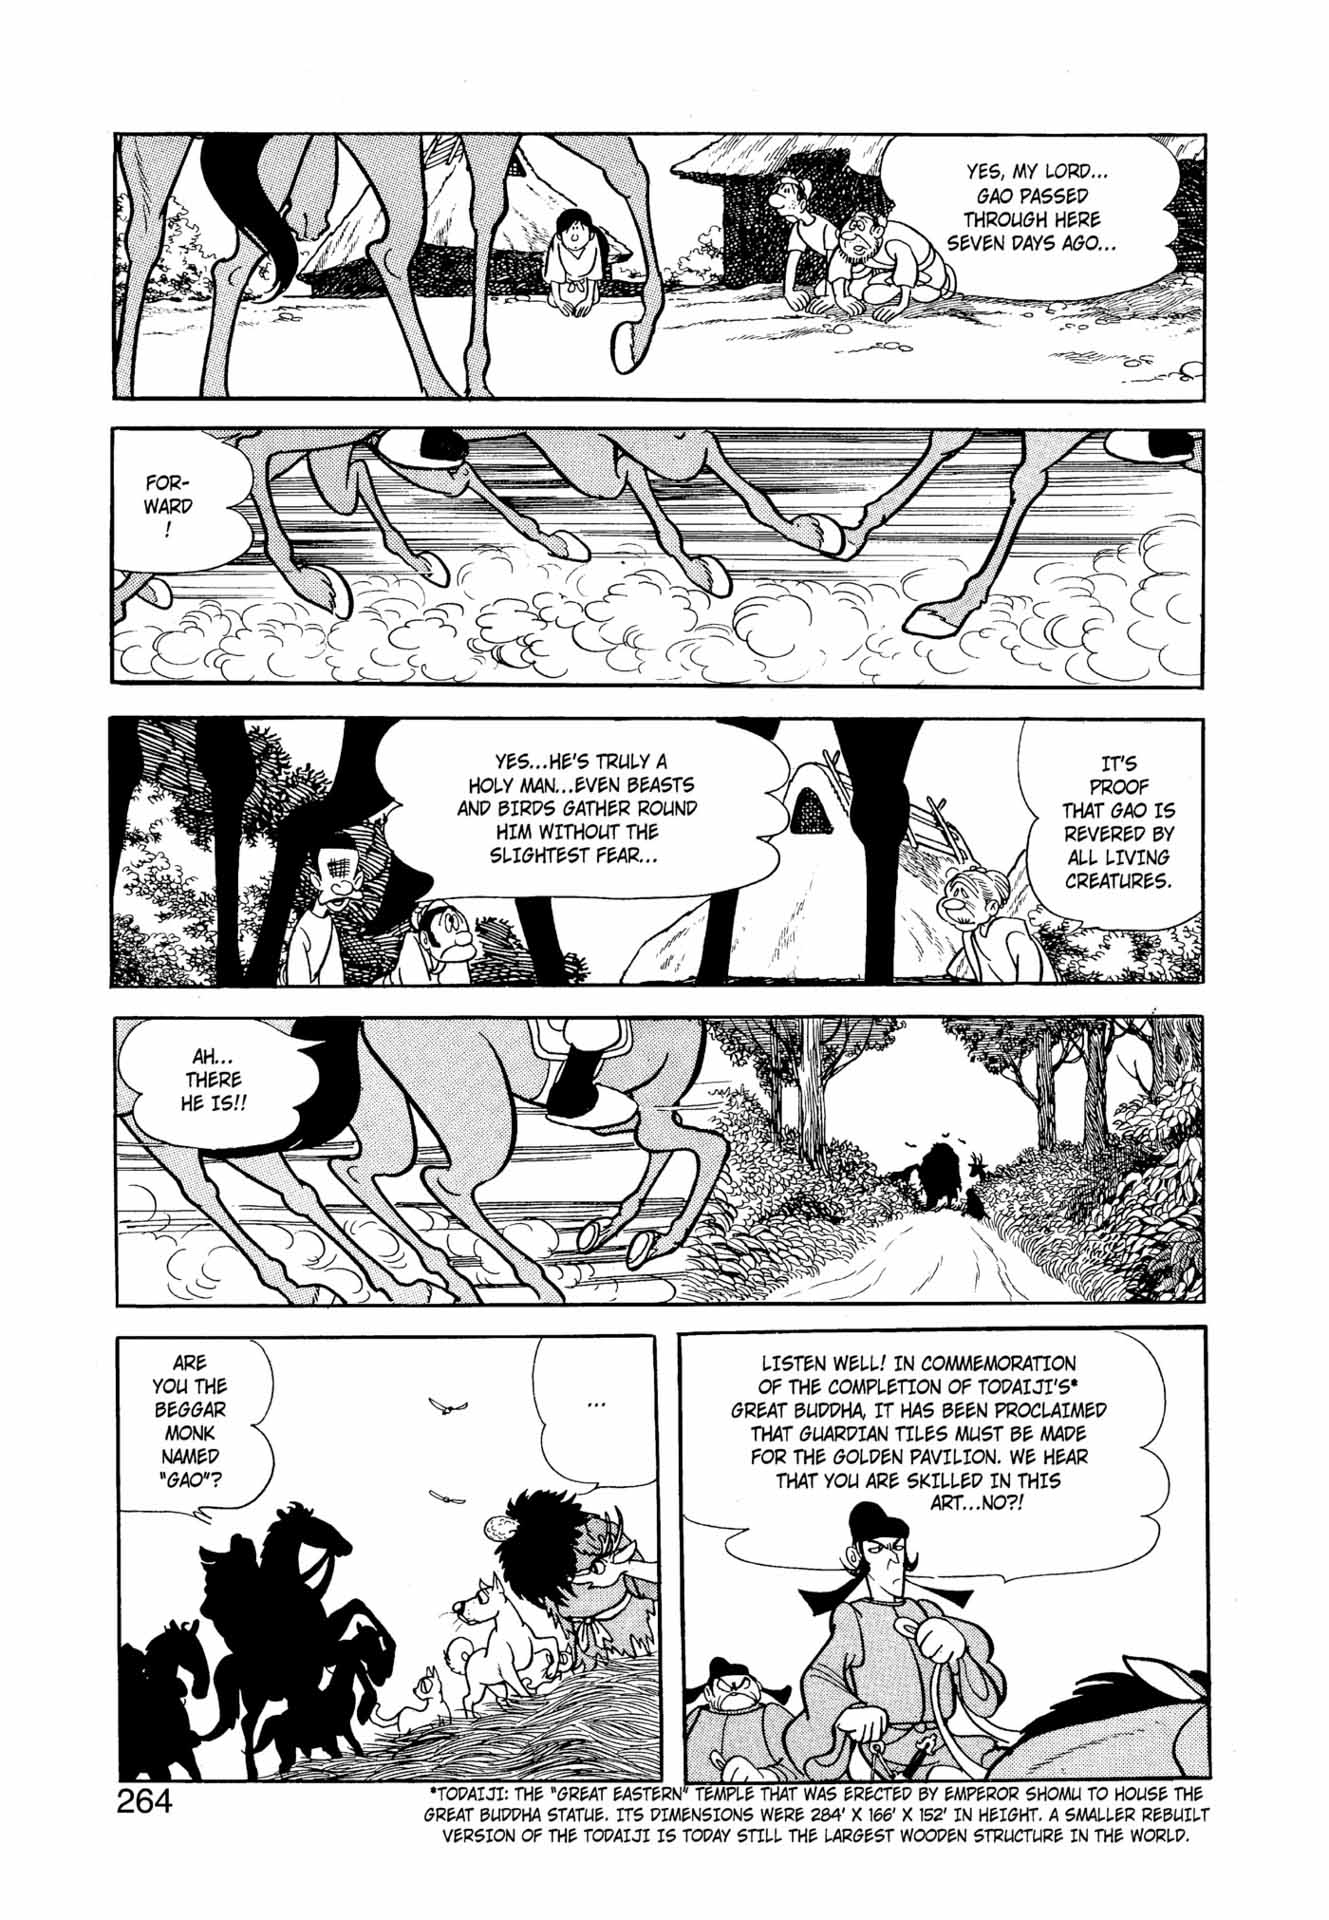 YES, MY LORD...
GAO PASSED
THROUGH HERE
SEVEN DAYS AGO...
FOR-
WARD
!
YES...HE'S TRULY A
HOLY MAN...EVEN BEASTS
AND BIRDS GATHER ROUND
HIM WITHOUT THE
SLIGHTEST FEAR...
IT'S
PROOF
THAT GAO IS
REVERED BY
ALL LIVING
CREATURES.
AH...
THERE
HE IS!!
ARE
YOU THE
BEGGAR
MONK
NAMED
"GAO"?
...
LISTEN WELL! IN COMMEMORATION
OF THE COMPLETION OF TODAIJI'S*
GREAT BUDDHA, IT HAS BEEN PROCLAIMED
THAT GUARDIAN TILES MUST BE MADE
FOR THE GOLDEN PAVILION. WE HEAR
THAT YOU ARE SKILLED IN THIS
ART...NO?!
264
*TODAIJI: THE "GREAT EASTERN" TEMPLE THAT WAS ERECTED BY EMPEROR SHOMU TO HOUSE THE
GREAT BUDDHA STATUE. ITS DIMENSIONS WERE 284' X 166' X 152' IN HEIGHT. A SMALLER REBUILT
VERSION OF THE TODAIJI IS TODAY STILL THE LARGEST WOODEN STRUCTURE IN THE WORLD.